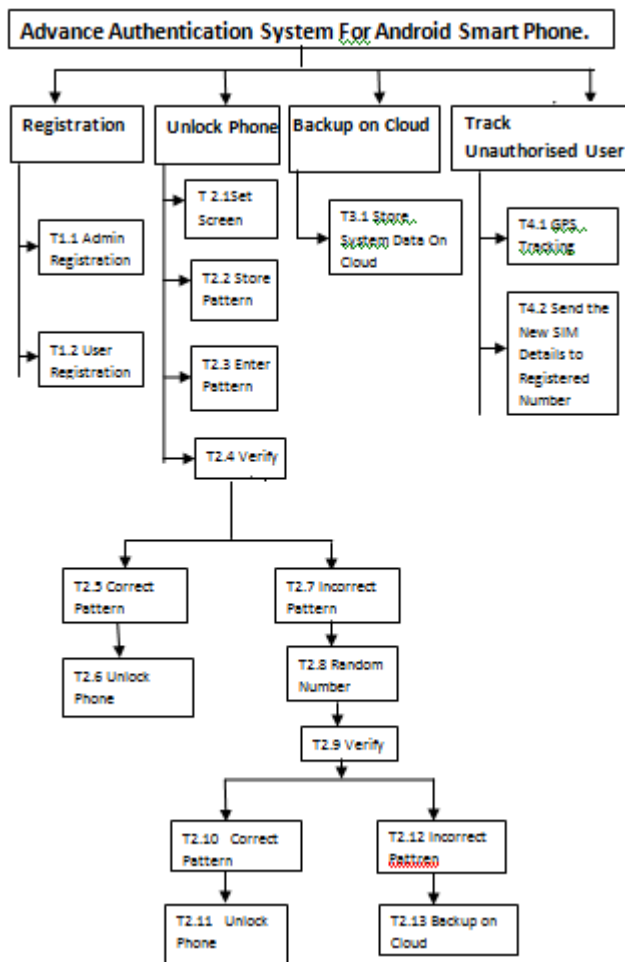 Advance Authentication System For Android Smart Phone.
Registration
Unlock Phone
Backup on Cloud
Track
Unauthorised User
T1.1 Admin
Registration
T1.2 User
Registration
T 2.1Set
Screen
T2.2 Store
Pattern
T2.3 Enter
Pattern
T2.4 Verify
T3.1 Store
System Data On
Cloud
T4.1 GPS
Tracking
T4.2 Send the
New SIM
Details to
Registered
Number
T2.5 Correct
Pattern
T2.6 Unlock
Phone
T2.7 Incorrect
Pattern
T2.8 Random
Number
T2.9 Verify
T2.10 Correct
Pattern
T2.11 Unlock
Phone
T2.12 Incorrect
Pattren
T2.13 Backup on
Cloud